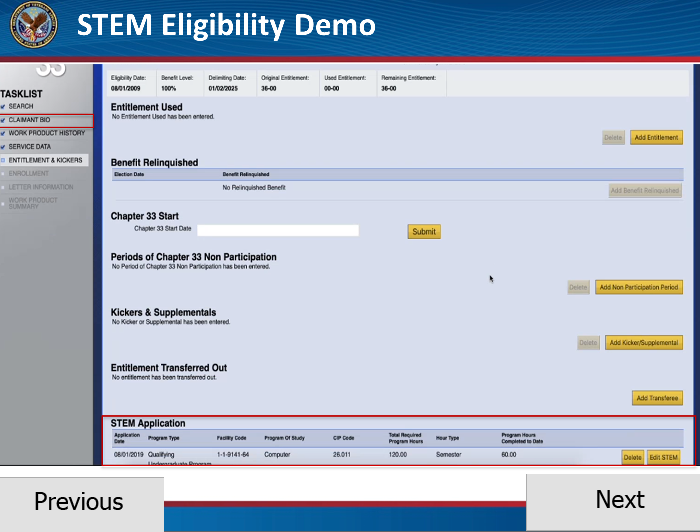 STEM Eligibility Demo
33
TASKLIST
SEARCH
CLAIMANT BIO
WORK PRODUCT HISTORY
SERVICE DATA
ENTITLEMENT & KICKERS
ENROLLMENT
LETTER INFORMATION
WORK PRODUCT
SUMMARY
Eligibility Date: Benefit Level: Delimiting Date: Original Entitlement: Used Entitlement: Remaining Entitlement:
08/01/2009 100% 01/02/2025 36-00 00-00 36-00
Entitlement Used
No Entitlement Used has been entered.
Delete Add Entitlement
Benefit Relinquished
Election Date Benefit Relinquished
No Relinquished Benefit
Add Benefit Relinquished
Chapter 33 Start
Chapter 33 Start Date Submit
Periods of Chapter 33 Non Participation
No Period of Chapter 33 Non Participation has been entered.
Delete Add Non Participation Period
Kickers & Supplementals
No Kicker or Supplemental has been entered.
Delete Add Kicker/Supplemental
Entitlement Transferred Out
No entitlement has been transferred out.
Add Transferee
STEM Application
Application Date Program Type Facility Code Program Of Study CIP Code Total Required Program Hours Hour Type Program Hours Completed to Date
08/01/2019 Qualifying Undergraduate Program 1-1-9141-64 Computer 26.011 120.00 Semester 60.00 Delete Edit STEM
Previous Next